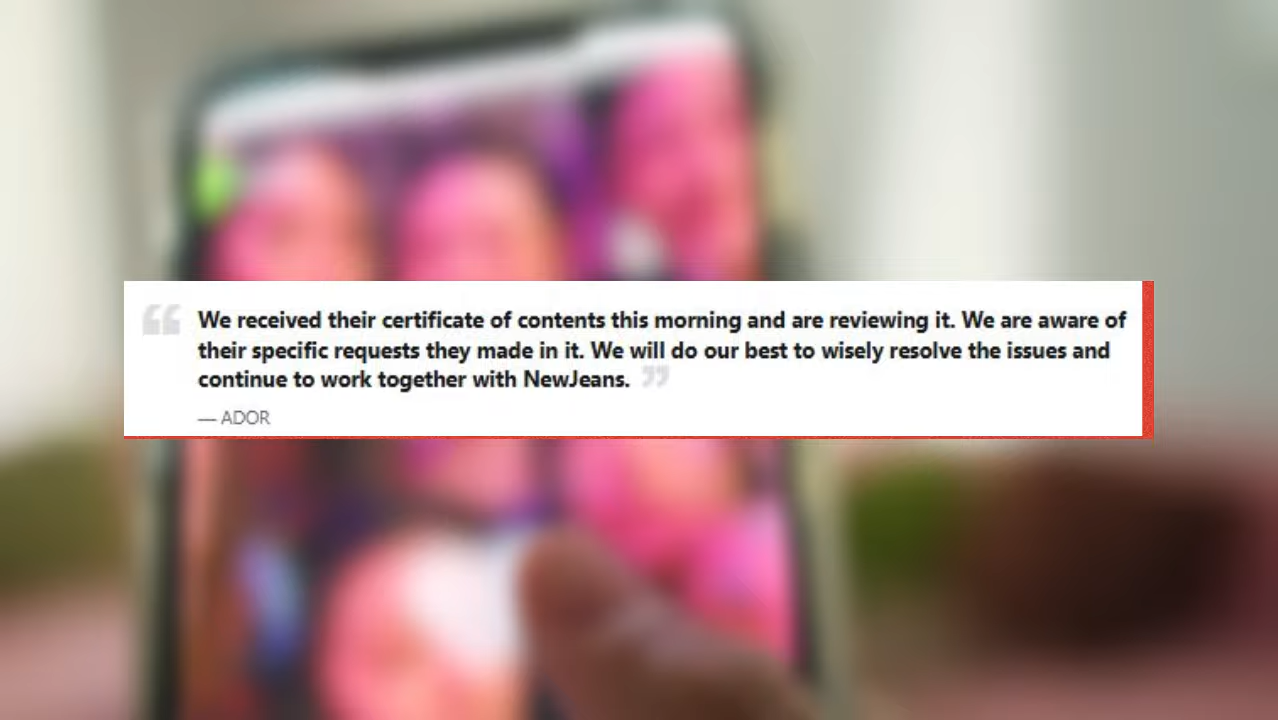 “ We received their certificate of contents this morning and are reviewing it. We are aware of
their specific requests they made in it. We will do our best to wisely resolve the issues and
continue to work together with NewJeans. ”
— ADOR